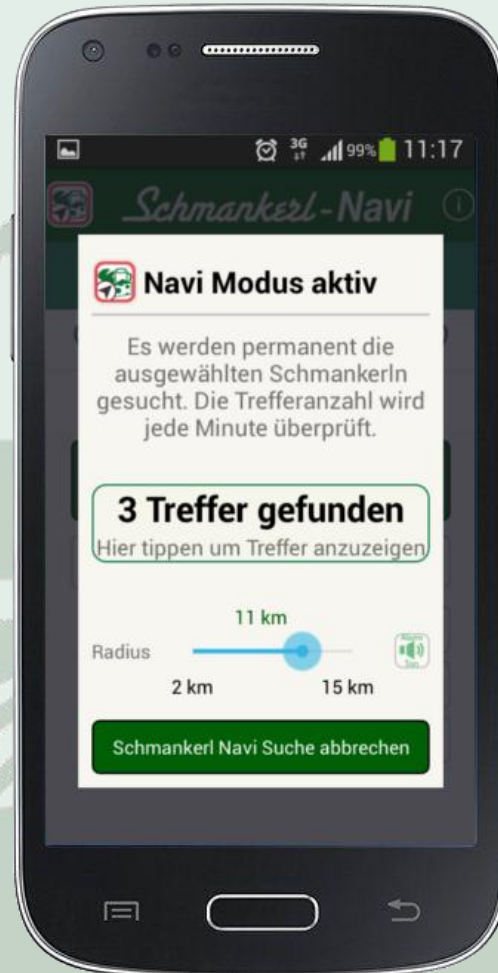 3G 99% 11:17
Schmankerl-Navi i
Navi Modus aktiv
Es werden permanent die
ausgewählten Schmankerln
gesucht. Die Trefferanzahl wird
jede Minute überprüft.
3 Treffer gefunden
Hier tippen um Treffer anzuzeigen
11 km
Radius
2 km 15 km
Schmankerl Navi Suche abbrechen